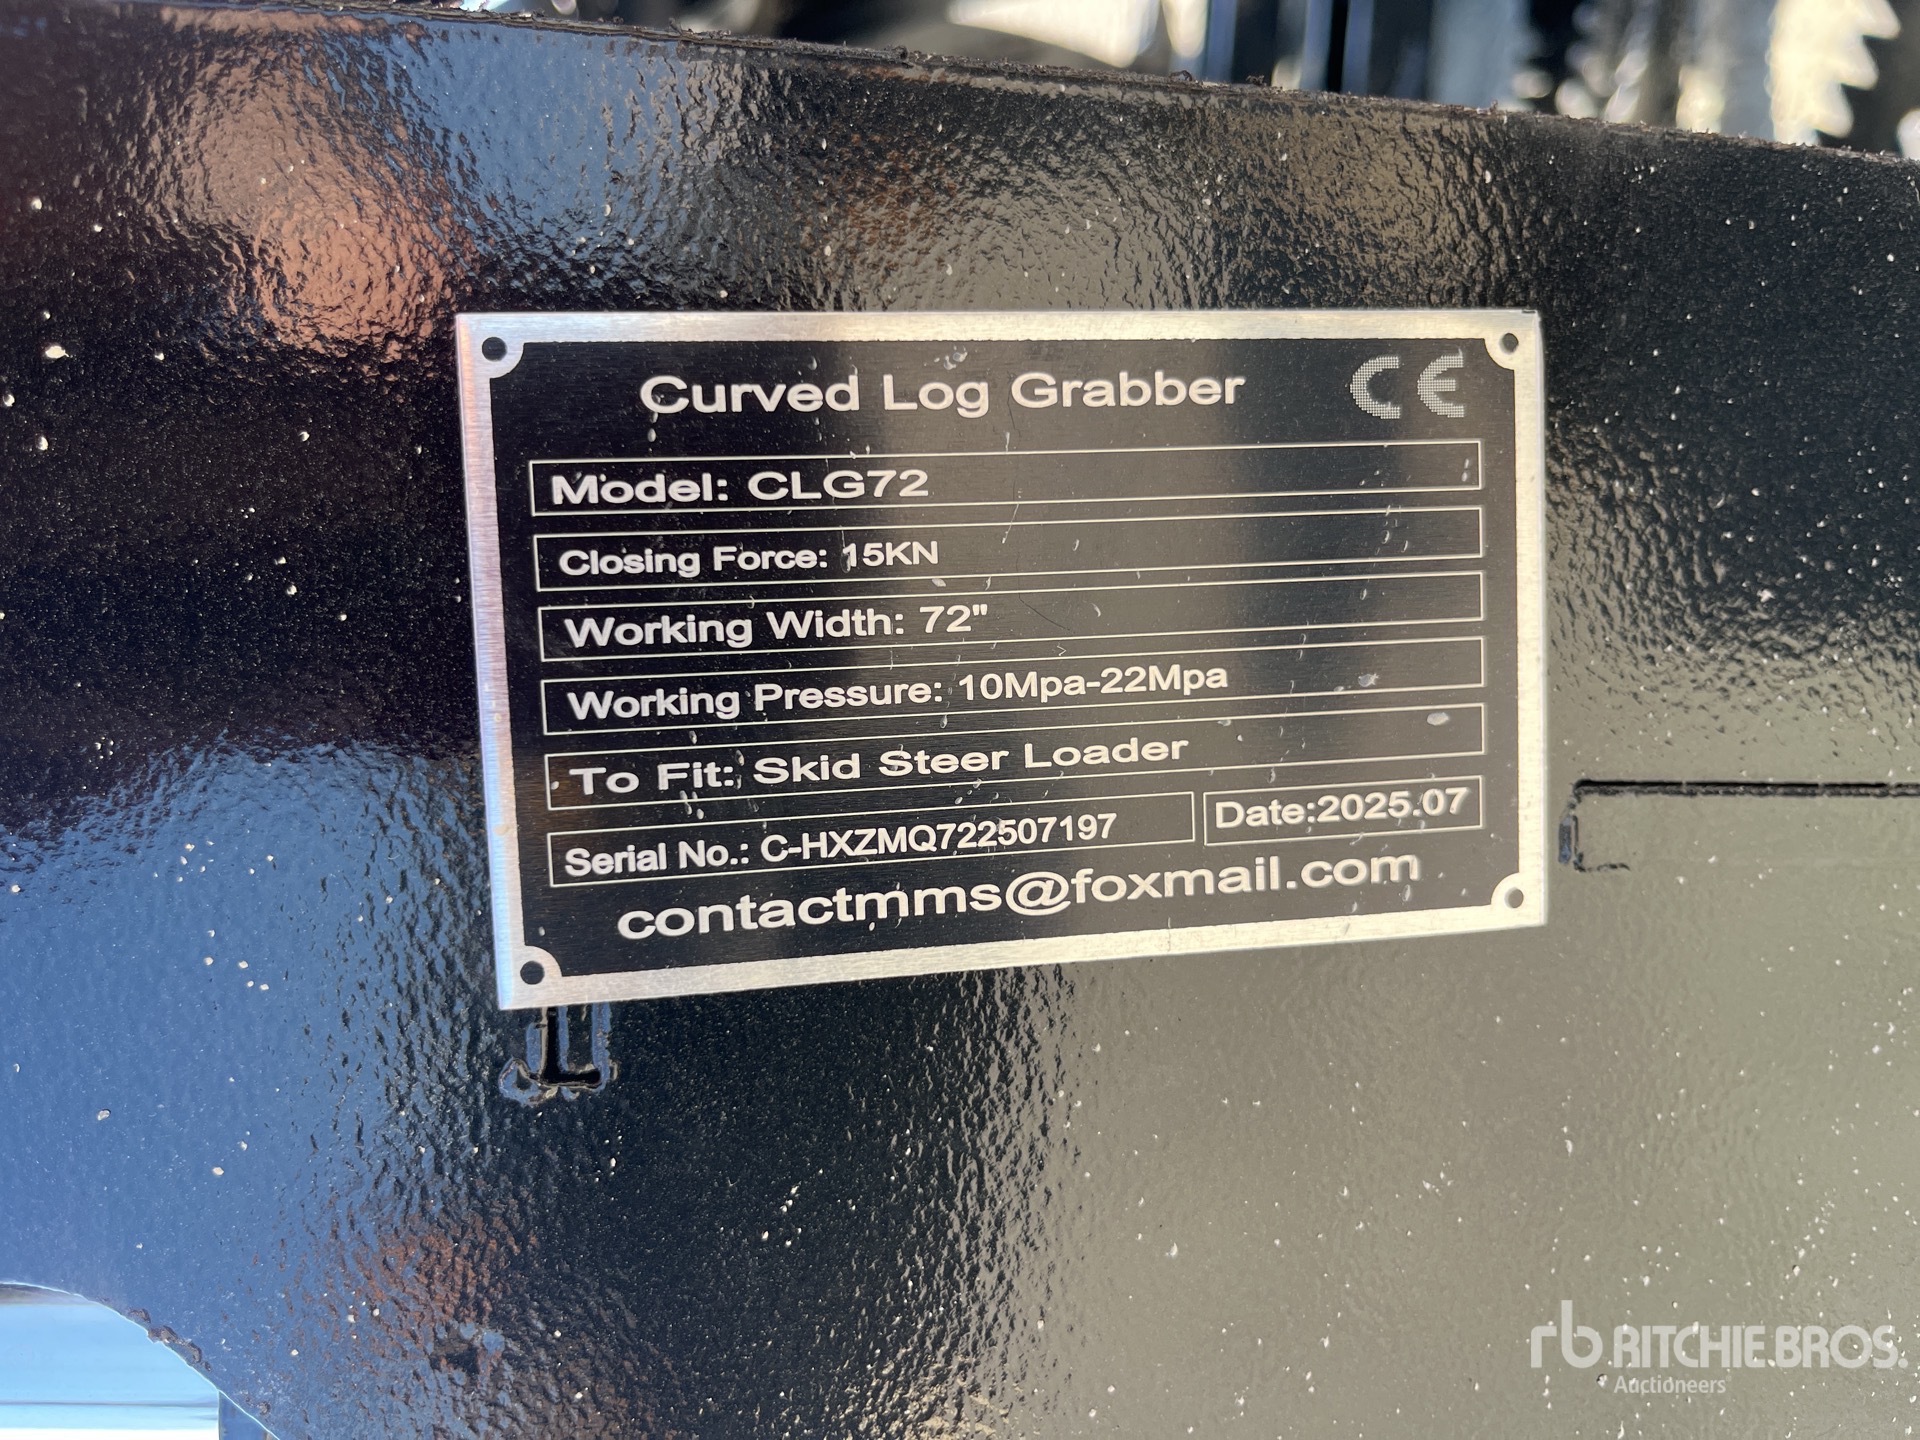 Curved Log Grabber CE
Model: CLG72
Closing Force: 15KN
Working Width: 72"
Working Pressure: 10Mpa-22Mpa
To Fit: Skid Steer Loader
Serial No.: C-HXZMQ722507197 Date:2025.07
contactmms@foxmail.com
rb RITCHIE BROS.
Auctioneers